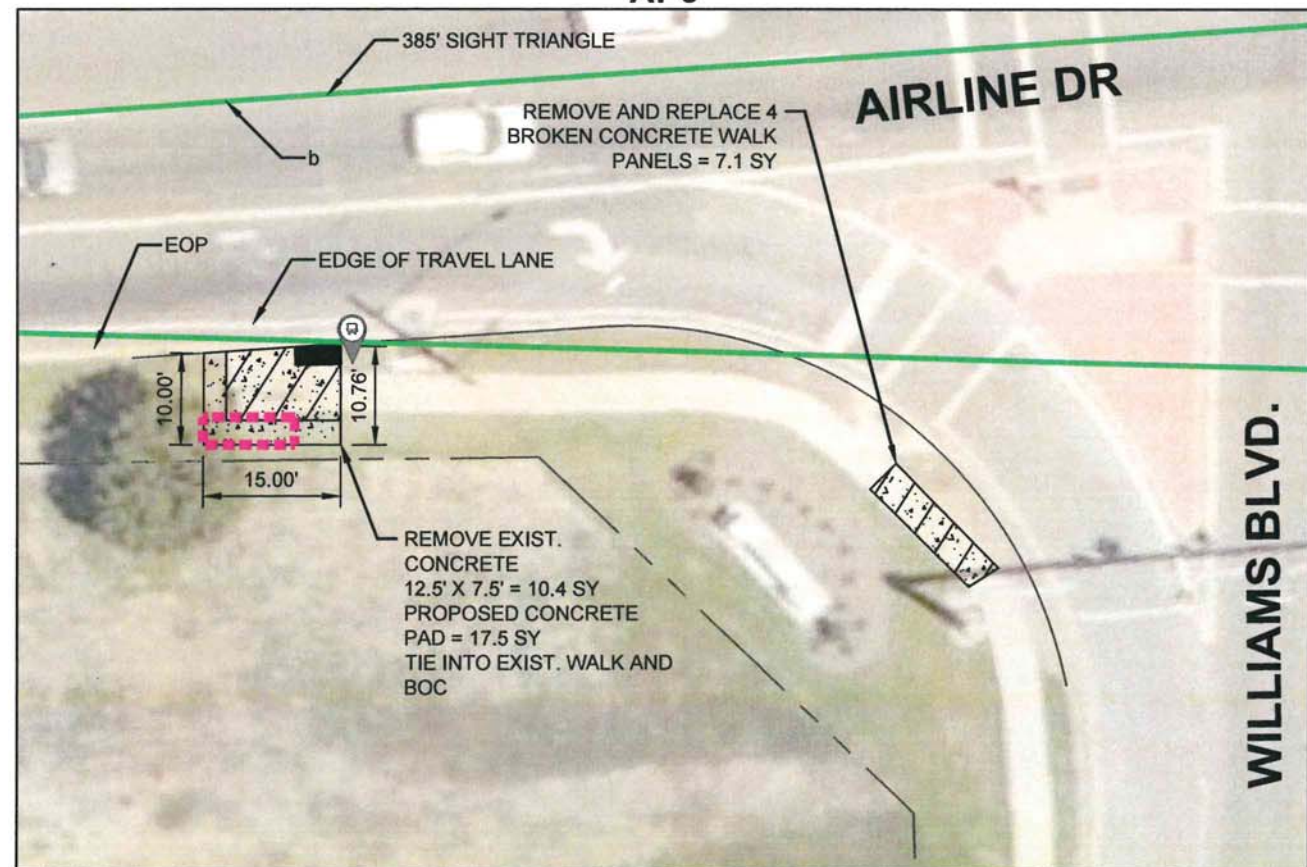 385' SIGHT TRIANGLE
AIRLINE DR
REMOVE AND REPLACE 4
BROKEN CONCRETE WALK
PANELS = 7.1 SY
b
EOP
EDGE OF TRAVEL LANE
10.00'
10.76'
15.00'
WILLIAMS BLVD.
REMOVE EXIST.
CONCRETE
12.5' X 7.5' = 10.4 SY
PROPOSED CONCRETE
PAD = 17.5 SY
TIE INTO EXIST. WALK AND
BOC